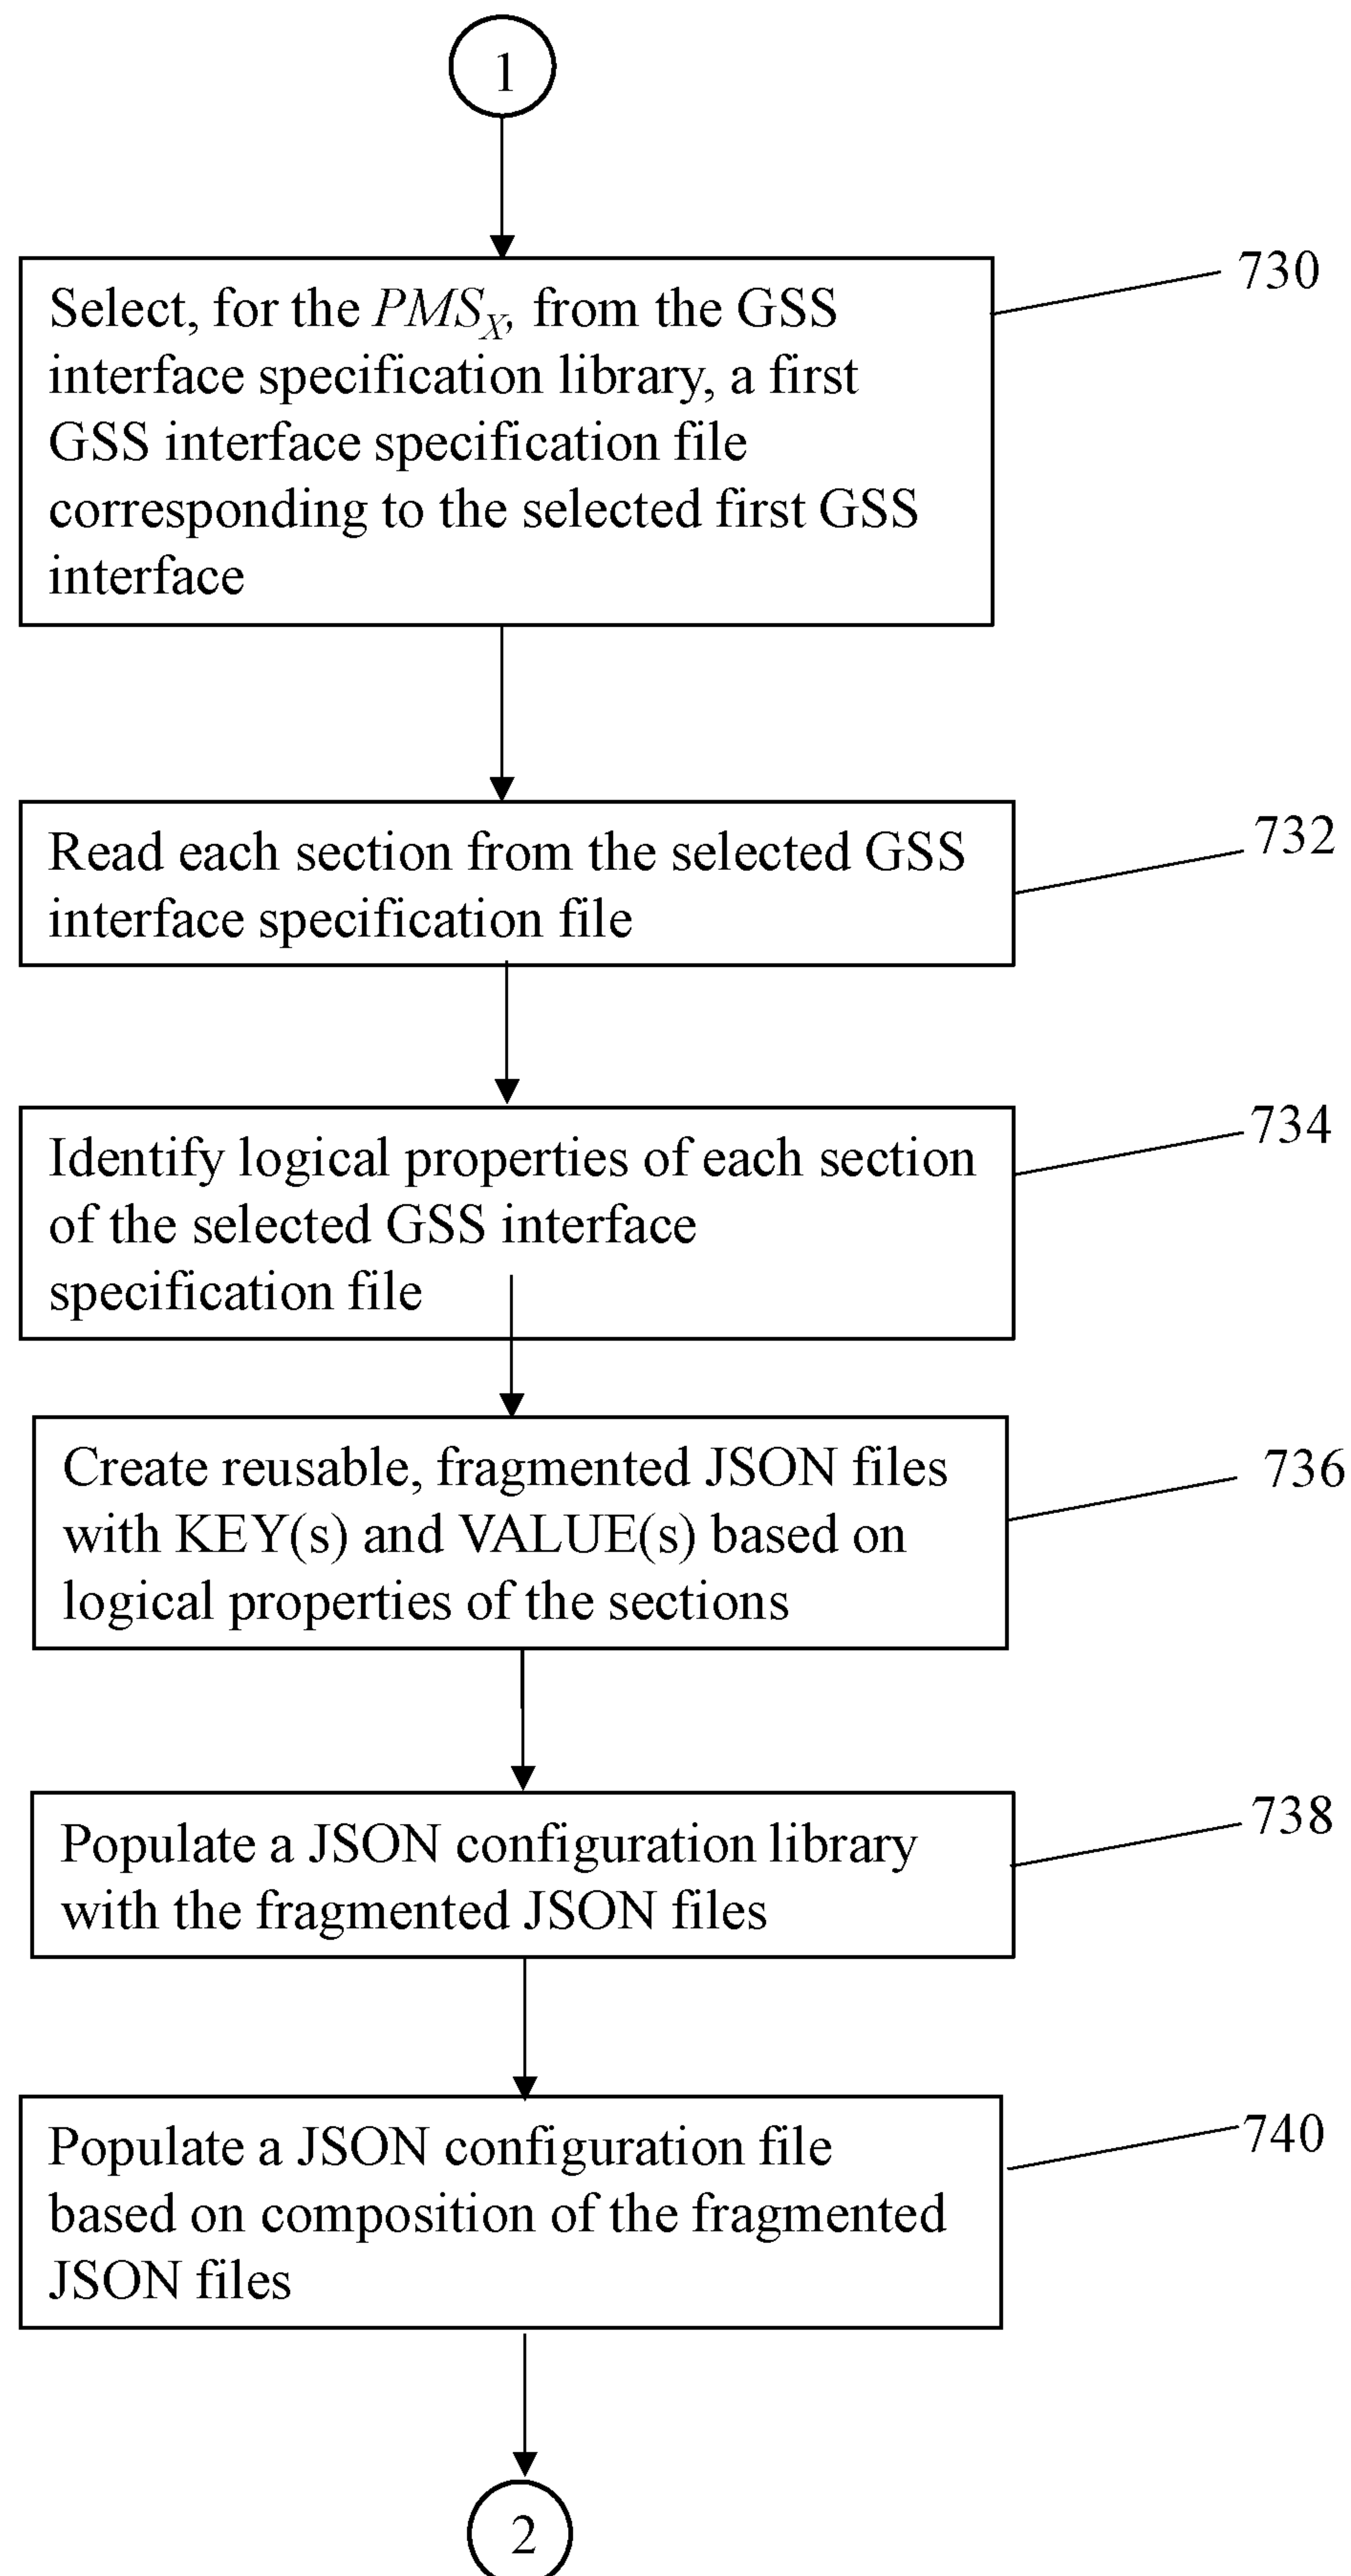 1
730
Select, for the PMS_X, from the GSS
interface specification library, a first
GSS interface specification file
corresponding to the selected first GSS
interface
732
Read each section from the selected GSS
interface specification file
734
Identify logical properties of each section
of the selected GSS interface
specification file
736
Create reusable, fragmented JSON files
with KEY(s) and VALUE(s) based on
logical properties of the sections
738
Populate a JSON configuration library
with the fragmented JSON files
740
Populate a JSON configuration file
based on composition of the fragmented
JSON files
2